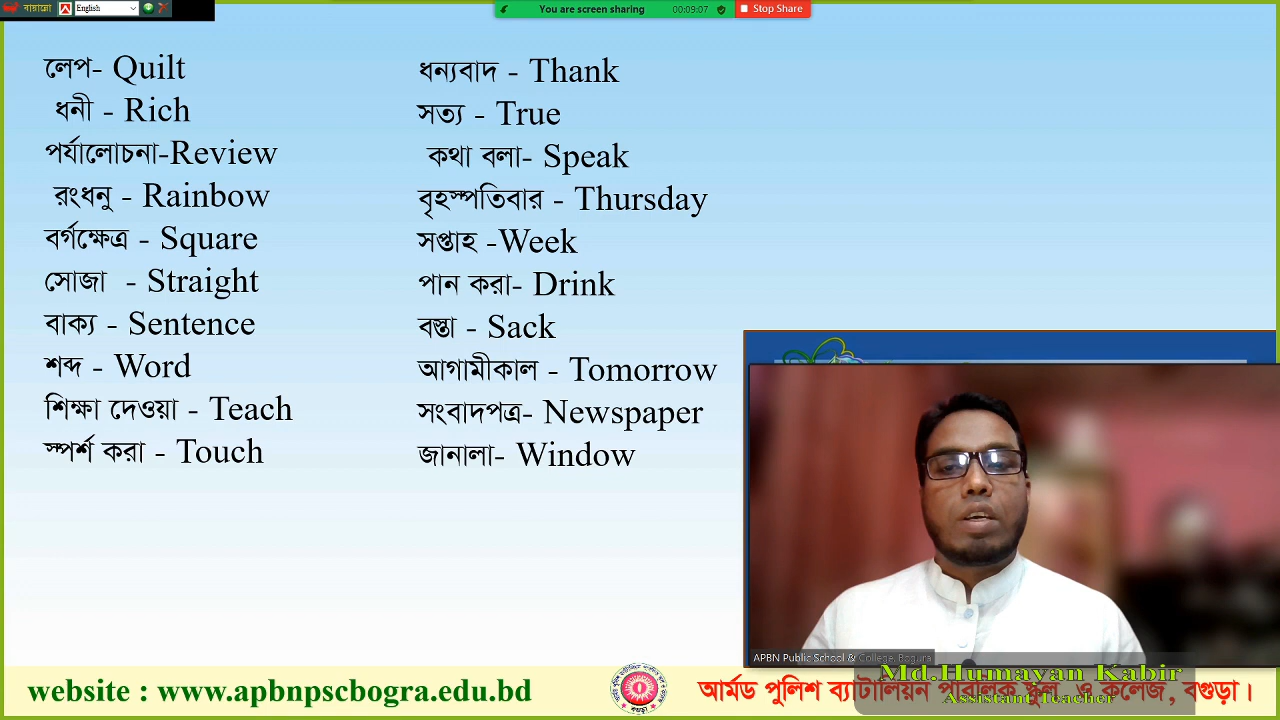 বাংলায়
English
You are screen sharing
00:09:07
Stop Share
লেপ- Quilt
ধনী - Rich
পর্যালোচনা-Review
রংধনু - Rainbow
বর্গক্ষেত্র - Square
সোজা - Straight
বাক্য - Sentence
শব্দ - Word
শিক্ষা দেওয়া - Teach
স্পর্শ করা - Touch
ধন্যবাদ - Thank
সত্য - True
কথা বলা- Speak
বৃহস্পতিবার - Thursday
সপ্তাহ -Week
পান করা- Drink
বস্তা - Sack
আগামীকাল - Tomorrow
সংবাদপত্র- Newspaper
জানালা- Window
APBN Public School & College, Bogura
Md.Humayan Kabir
Assistant Teacher
website : www.apbnpscbogra.edu.bd
আর্মড পুলিশ ব্যাটালিয়ন পাবলিক স্কুল ও কলেজ, বগুড়া।